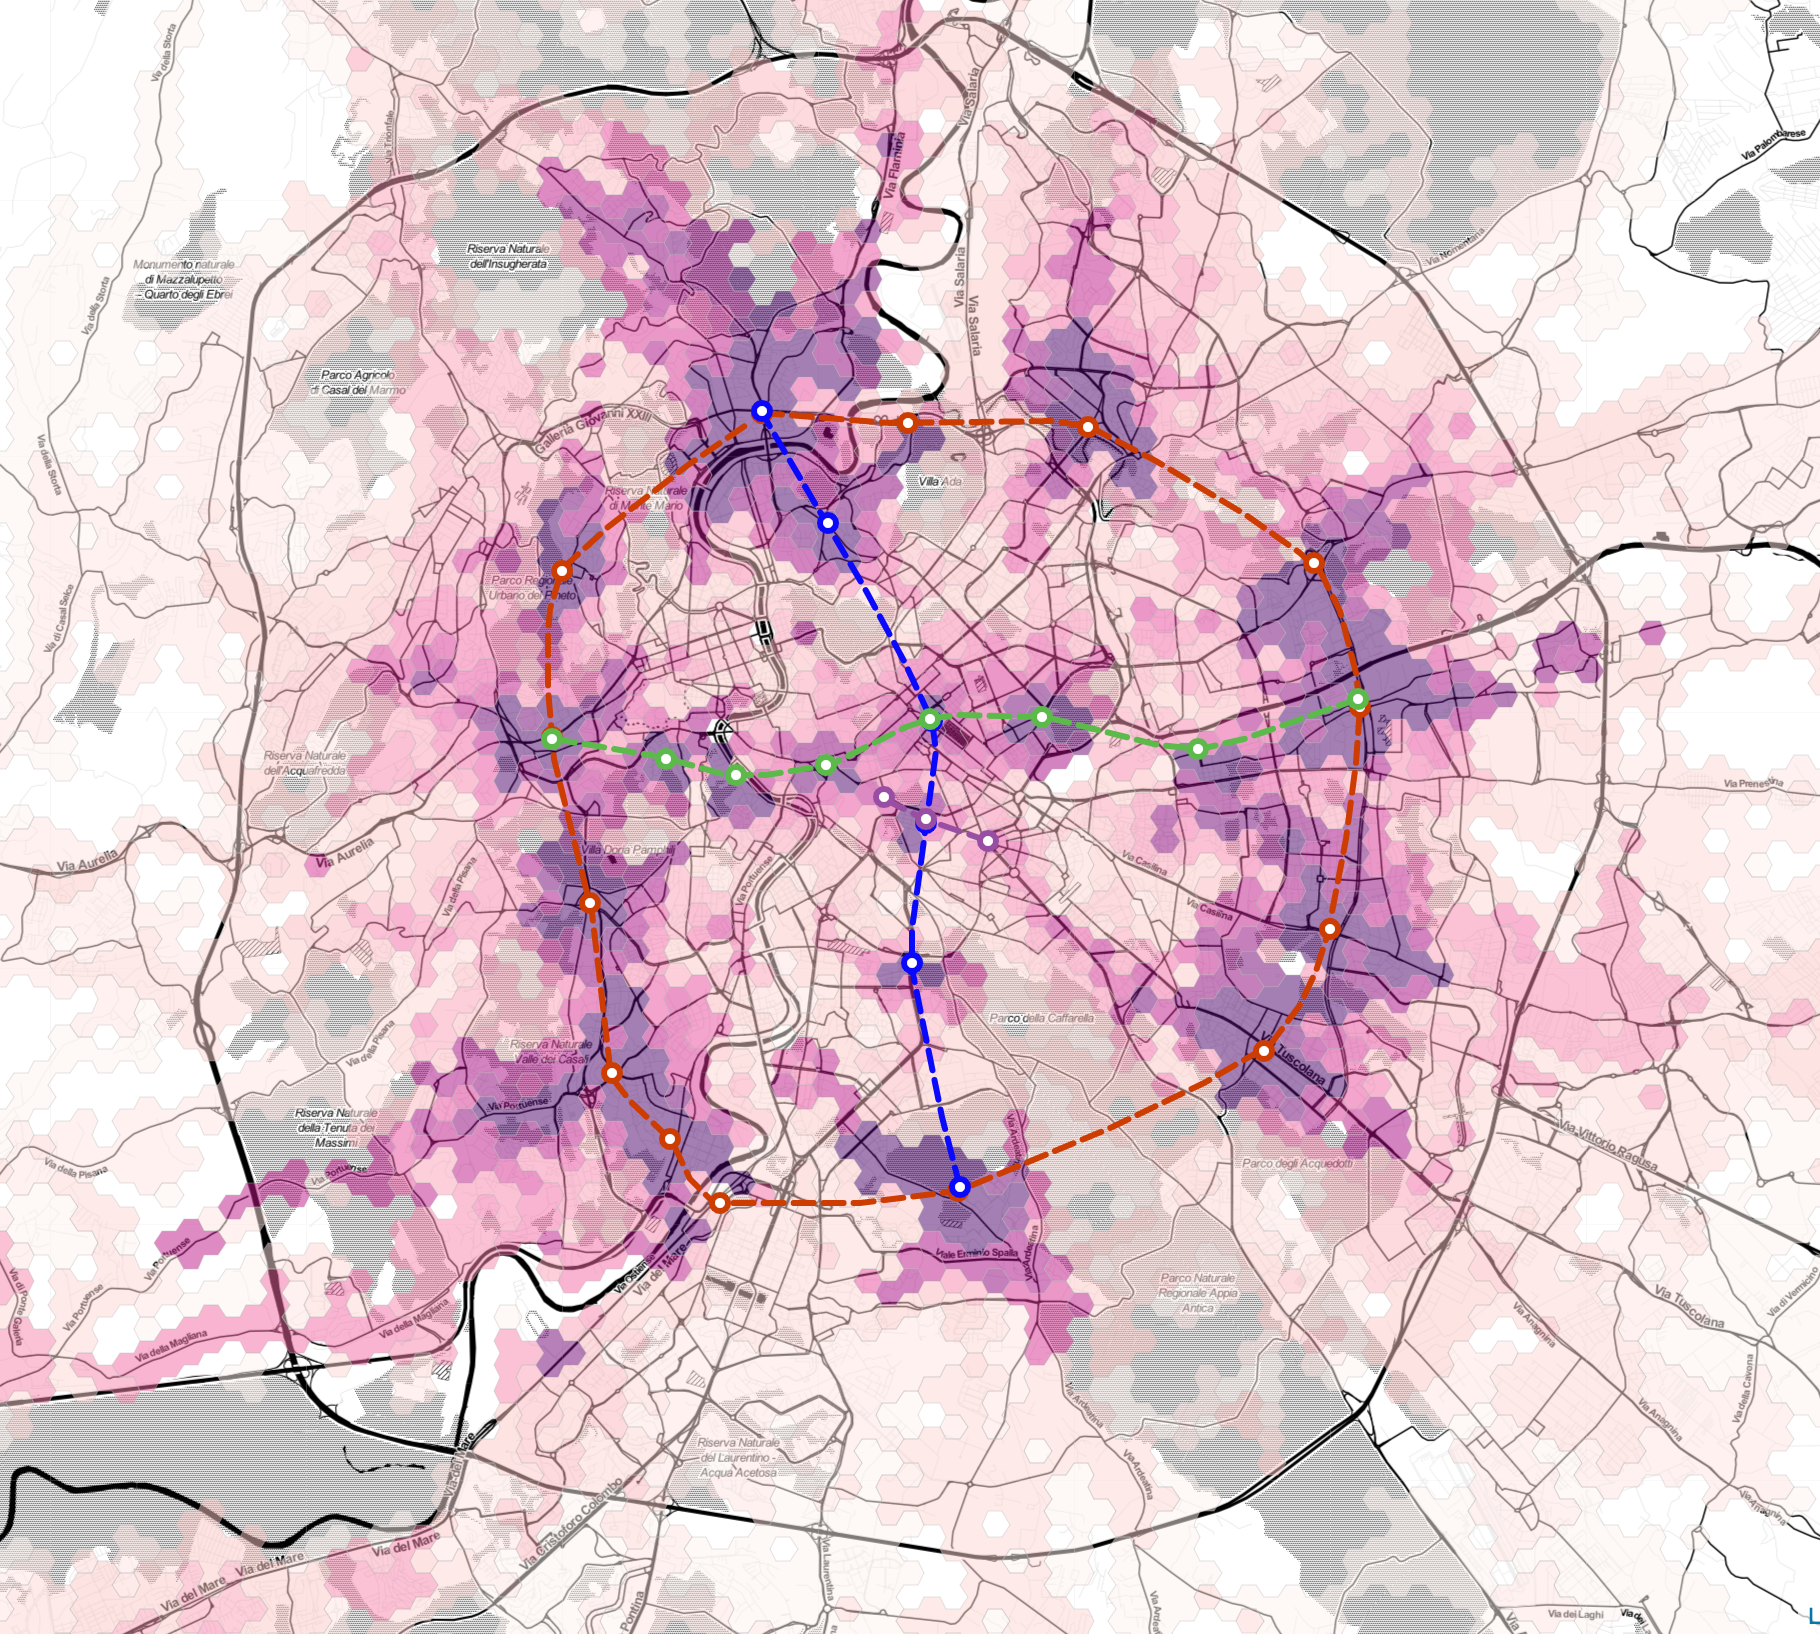 Via della Storta
Via Trionfale
Via Flaminia
Via Salaria
Via Palombarese
Monumento naturale
di Mazzalupetto
- Quarto degli Ebrei
Riserva Naturale
dell'Insugherata
Via Nomentana
Via della Storta
Via Salaria
Via Salaria
Parco Agricolo
di Casal del Marmo
Galleria Giovanni XXIII
Via della Storta
Riserva Naturale
di Monte Mario
Villa Ada
Parco Regionale
Urbano del Pineto
Via di Casal Selce
Riserva Naturale
dell'Acquafredda
Via Prenestina
Via Aurelia
Via Aurelia
Villa Doria Pamphili
Via Portuense
Via della Pisana
Via Casilina
Via Casilina
Parco della Caffarella
Via della Pisana
Riserva Naturale
Valle dei Casali
Via Tuscolana
Via Portuense
Riserva Naturale
della Tenuta dei
Massimi
Via della Pisana
Via Portuense
Via Ardeatina
Parco degli Acquedotti
Via Vittorio Ragusa
Via Portuense
Via Ostiense
Via del Mare
Viale Erminio Spalla
Via Ardeatina
Parco Naturale
Regionale Appia
Antica
Via di Ponte Galeria
Via Portuense
Via della Magliana
Via della Magliana
Via Tuscolana
Via di Vermicino
Via Anagnina
Via Ardeatina
Via Anagnina
Via della Cavona
Riserva Naturale
del Laurentino -
Acqua Acetosa
Via del Mare
Via Ardeatina
Via Anagnina
Via Cristoforo Colombo
Via del Mare
Via del Mare
Via del Mare
Via Laurentina
Pontina
Via dei Laghi
L